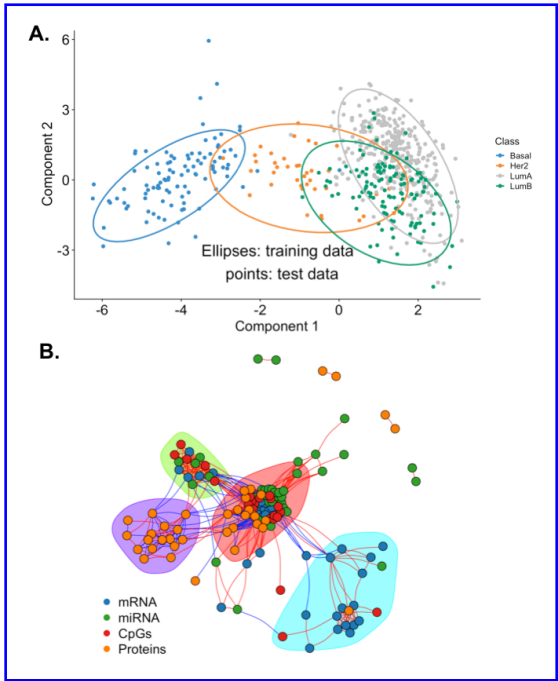 A.
6
3
0
-3
Component 2
Class
Basal
Her2
LumA
LumB
Ellipses: training data
points: test data
-6
-4
-2
0
2
Component 1
B.
mRNA
miRNA
CpGs
Proteins